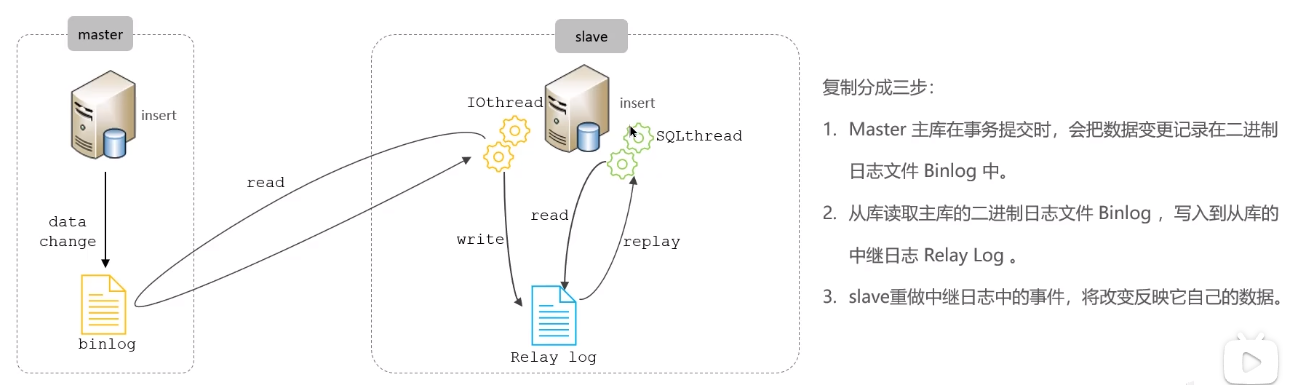 master
insert
data
change
binlog
read
slave
IOthread
insert
SQLthread
write
read
replay
Relay log
复制分成三步：
1. Master 主库在事务提交时，会把数据变更记录在二进制
日志文件 Binlog 中。
2. 从库读取主库的二进制日志文件 Binlog ，写入到从库的
中继日志 Relay Log 。
3. slave重做中继日志中的事件，将改变反映它自己的数据。